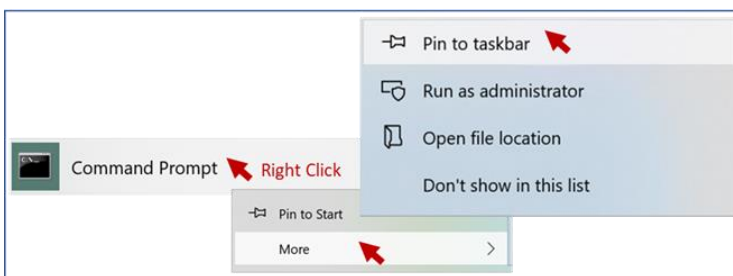 Pin to taskbar
Run as administrator
Open file location
Don't show in this list
Command Prompt
Right Click
Pin to Start
More